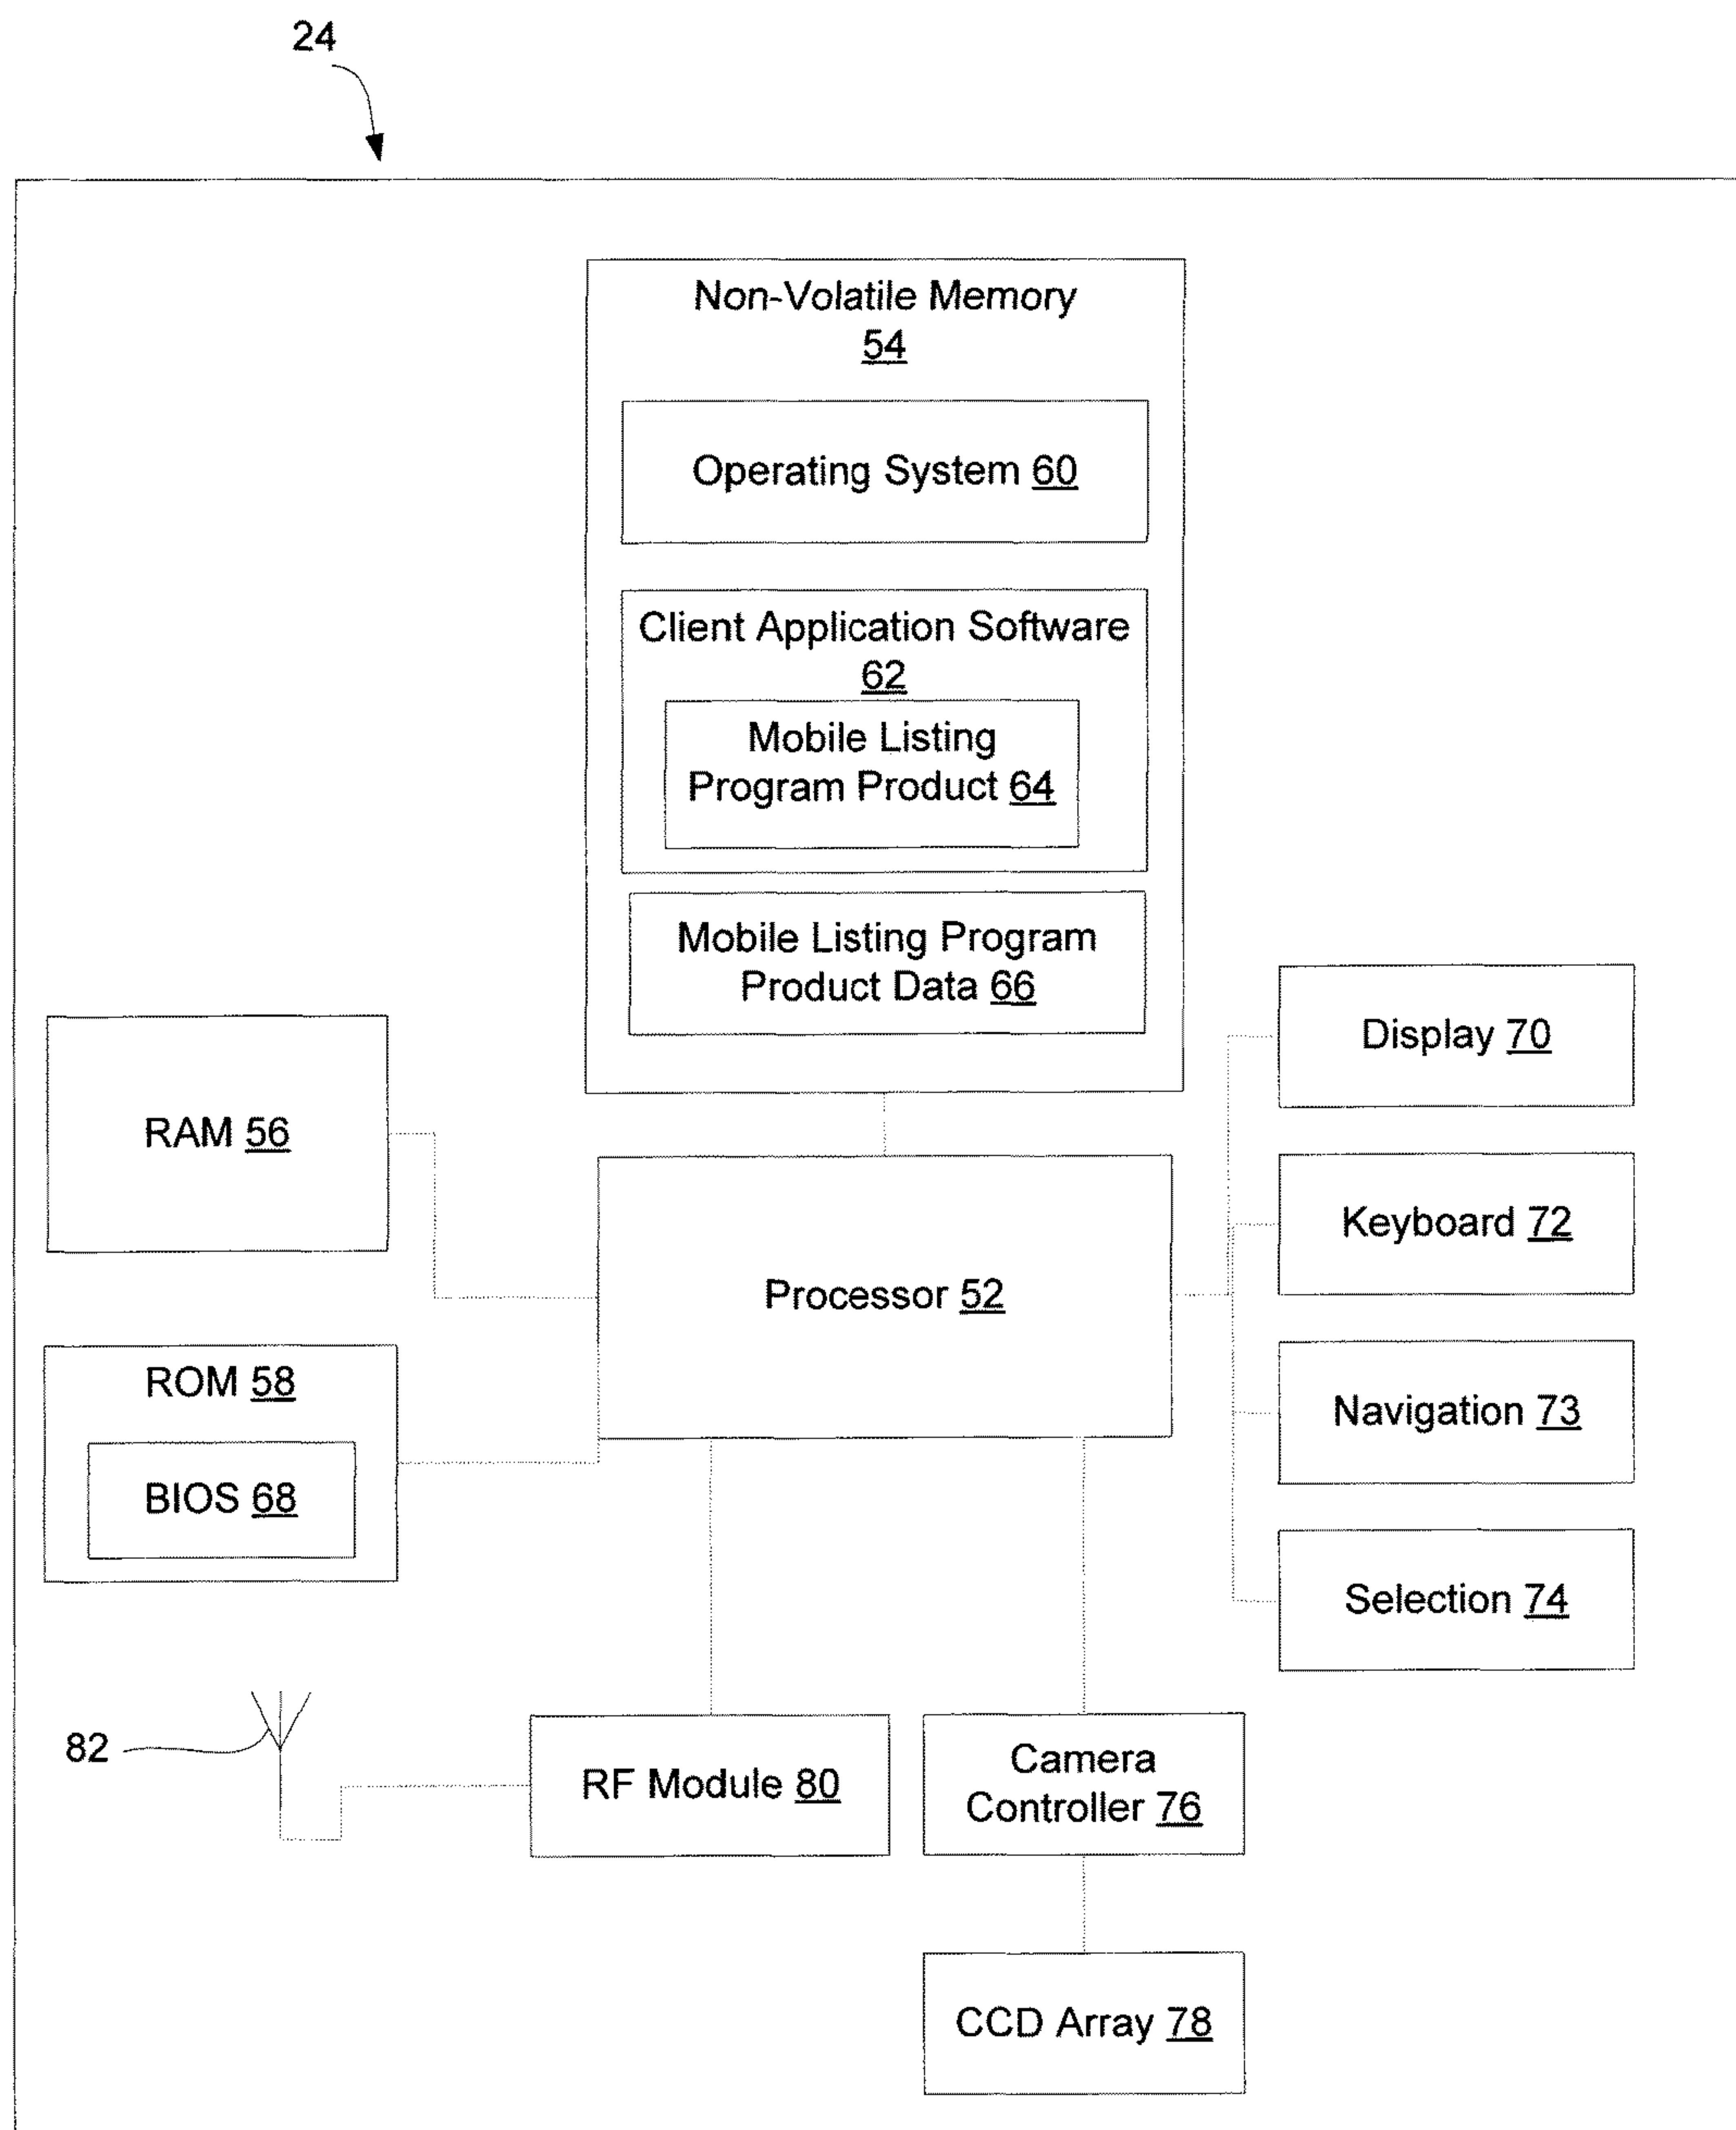 24
Non-Volatile Memory
54
Operating System 60
Client Application Software
62
Mobile Listing
Program Product 64
Mobile Listing Program
Product Data 66
RAM 56
Display 70
Keyboard 72
Processor 52
ROM 58
BIOS 68
Navigation 73
Selection 74
82
RF Module 80
Camera
Controller 76
CCD Array 78